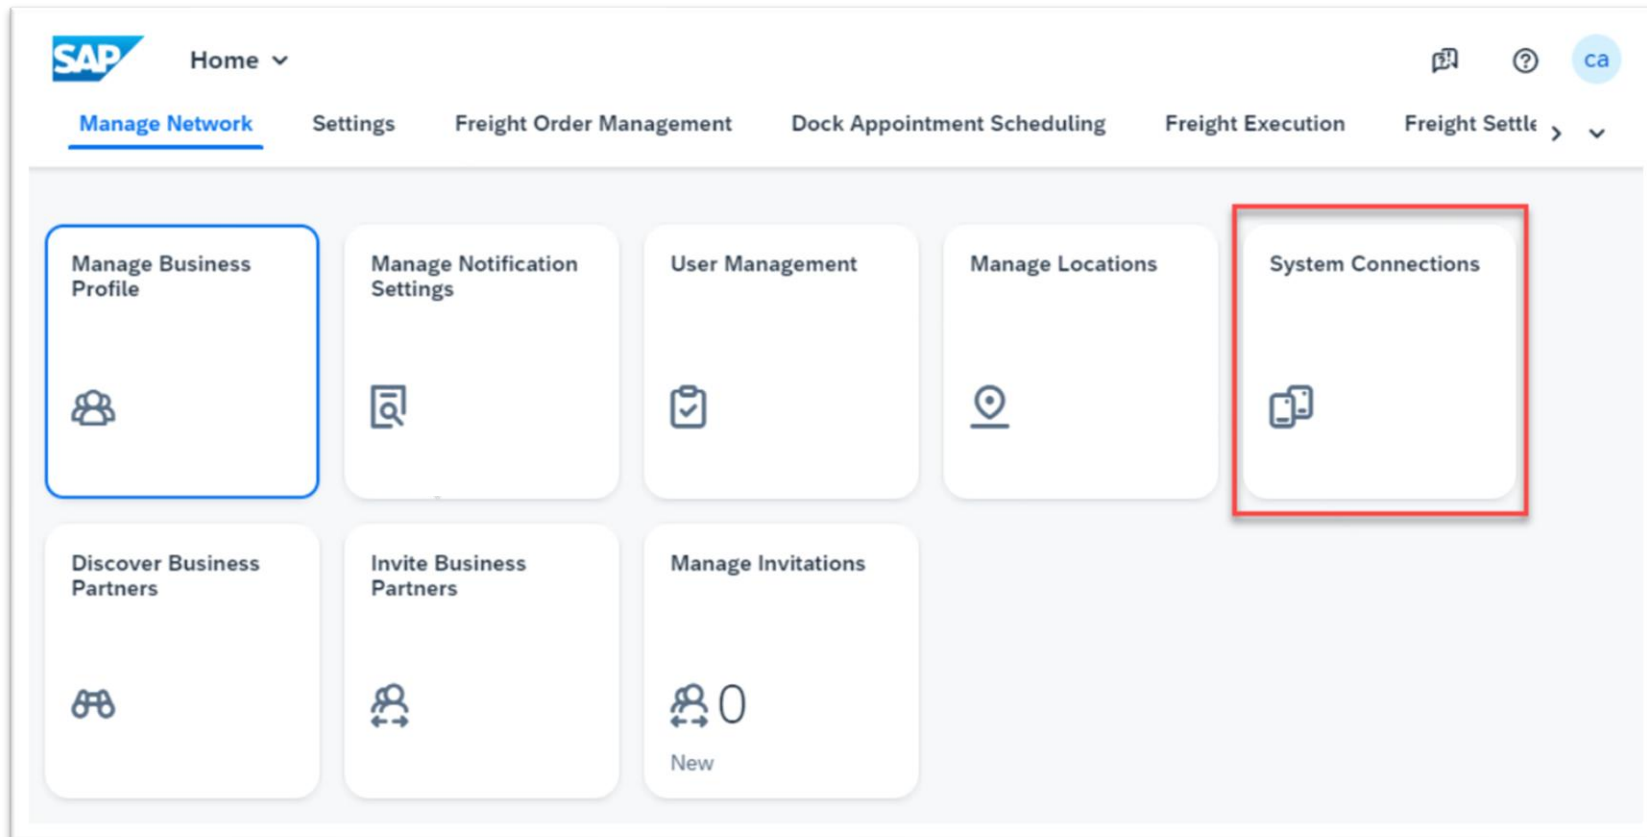 SAP Home
ca
Manage Network Settings Freight Order Management Dock Appointment Scheduling Freight Execution Freight Settle
Manage Business
Profile
Manage Notification
Settings
User Management
Manage Locations
System Connections
Discover Business
Partners
Invite Business
Partners
Manage Invitations
0
New